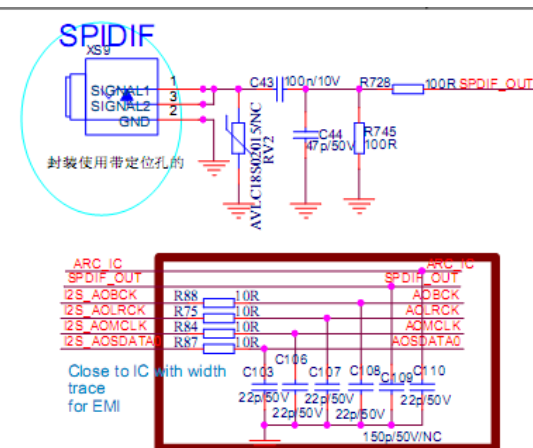 SPIDIF
XS9
SIGNAL1 1
SIGNAL2 3
GND 2
C43 100n/10V
R728 100R SPDIF_OUT
C44
47p/50V
R745
100R
AVLC18S02015/NC
RV2
封装使用带定位孔的
ARC_IC ARC_IC
SPDIF_OUT SPDIF_OUT
I2S_AOBCK R88 10R AOBCK
I2S_AOLRCK R75 10R AOLRCK
I2S_AOMCLK R84 10R AOMCLK
I2S_AOSDATA0 R87 10R AOSDATA0
Close to IC with width
trace
for EMI
C103 C106 C107 C108 C109 C110
22p/50V 22p/50V 22p/50V 22p/50V 22p/50V
150p/50V/NC